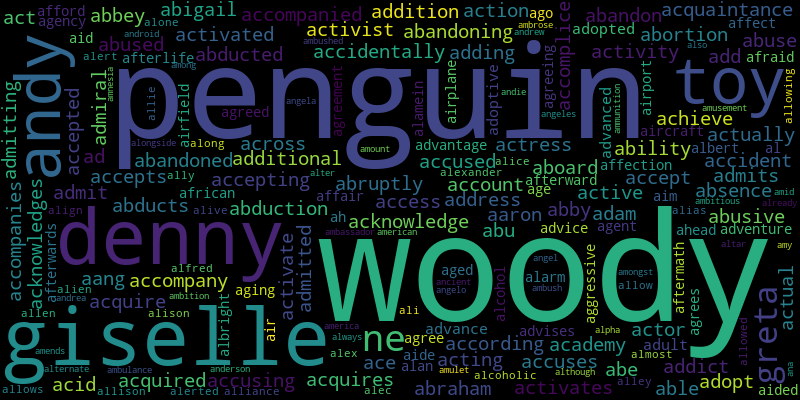 act agency afford abbey abigail accompanied addition action ago affect acquaintance
android alone activated activist abandoning ambrose andrew also abandon
aid abused abducted accidentally adding ambushed adopted abortion abuse
andy alert afterlife among penguin agreeing accomplice activity add afraid toy
admitting accepted admiral amnesia allie airfield angela agreement alamein airplane adoptive andie airport allowing
agreed angeles advanced ammunition amusement achieve
ad across along alongside amount advantage actress aircraft actually
abandoned additional alexander alice accused ability albert al
accepts ally accepting abruptly aboard affection accident
admit african affair access account age afterward accept admits amid
accompanies acknowledges abducts alive alter address active absence ambitious
align abduction ah acknowledge aaron abby adam aim alias abusive already
afterwards denny admitted ambassador american abu advice agent ahead adventure
aang woody altar amy
alien accompany alfred activate aged angel alarm aggressive amongst aftermath actual
andrea acquire ambition aging ancient angelo ambush alcohol allow greta
allen alison albright air ali alpha agrees allowed
giselle america always ne agree advance advises actor adult
amends alex according academy almost
alternate ambulance anderson ace aide acting accuses although abe addict ana
acid acquired accusing acquires alan amulet alcoholic alley adopt
allows allison alerted alliance alec abraham activates able aided